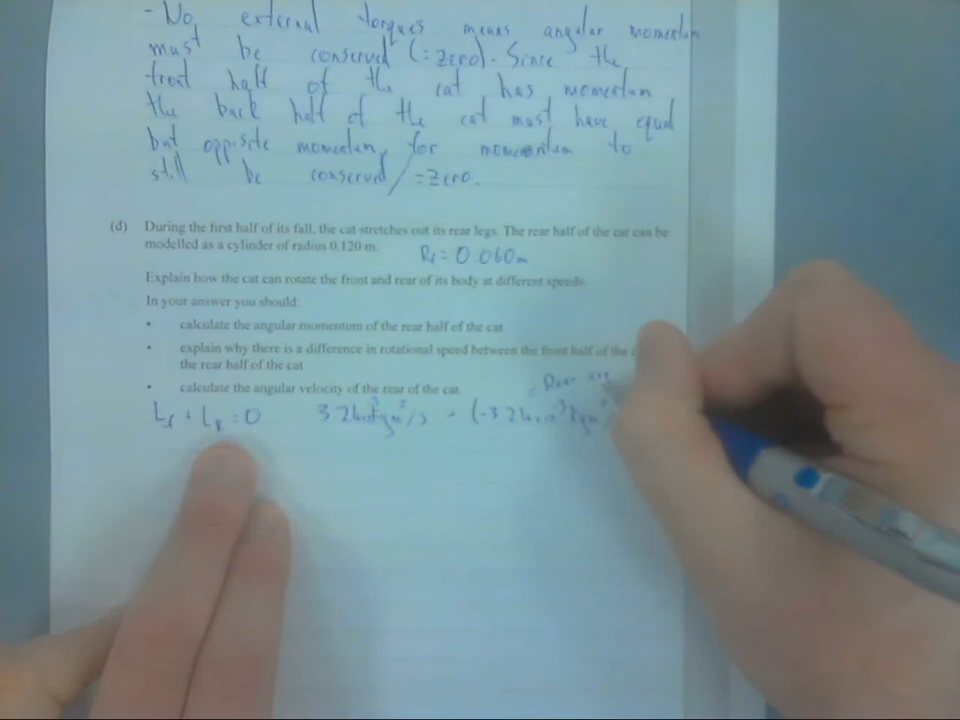 - No external torques means angular momentum
must be conserved (=zero). Since the
front half of the cat has momentum
the back half of the cat must have equal
but opposite momentum, for momentum to
still be conserved/=zero.
(d) During the first half of its fall, the cat stretches out its rear legs. The rear half of the cat can be
modelled as a cylinder of radius 0.120 m.
Rf = 0.060m
Explain how the cat can rotate the front and rear of its body at different speeds.
In your answer you should:
• calculate the angular momentum of the rear half of the cat
• explain why there is a difference in rotational speed between the front half of the
the rear half of the cat
• calculate the angular velocity of the rear of the cat.
= Rear
Lf + Lr = 0